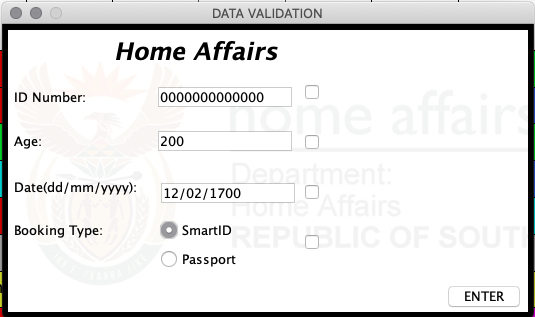 DATA VALIDATION
Home Affairs
home affairs
ID Number: 0000000000000
Age: 200
Department:
Date(dd/mm/yyyy): 12/02/1700
Home Affairs
Booking Type: SmartID
REPUBLIC OF SOUT
Passport
ENTER